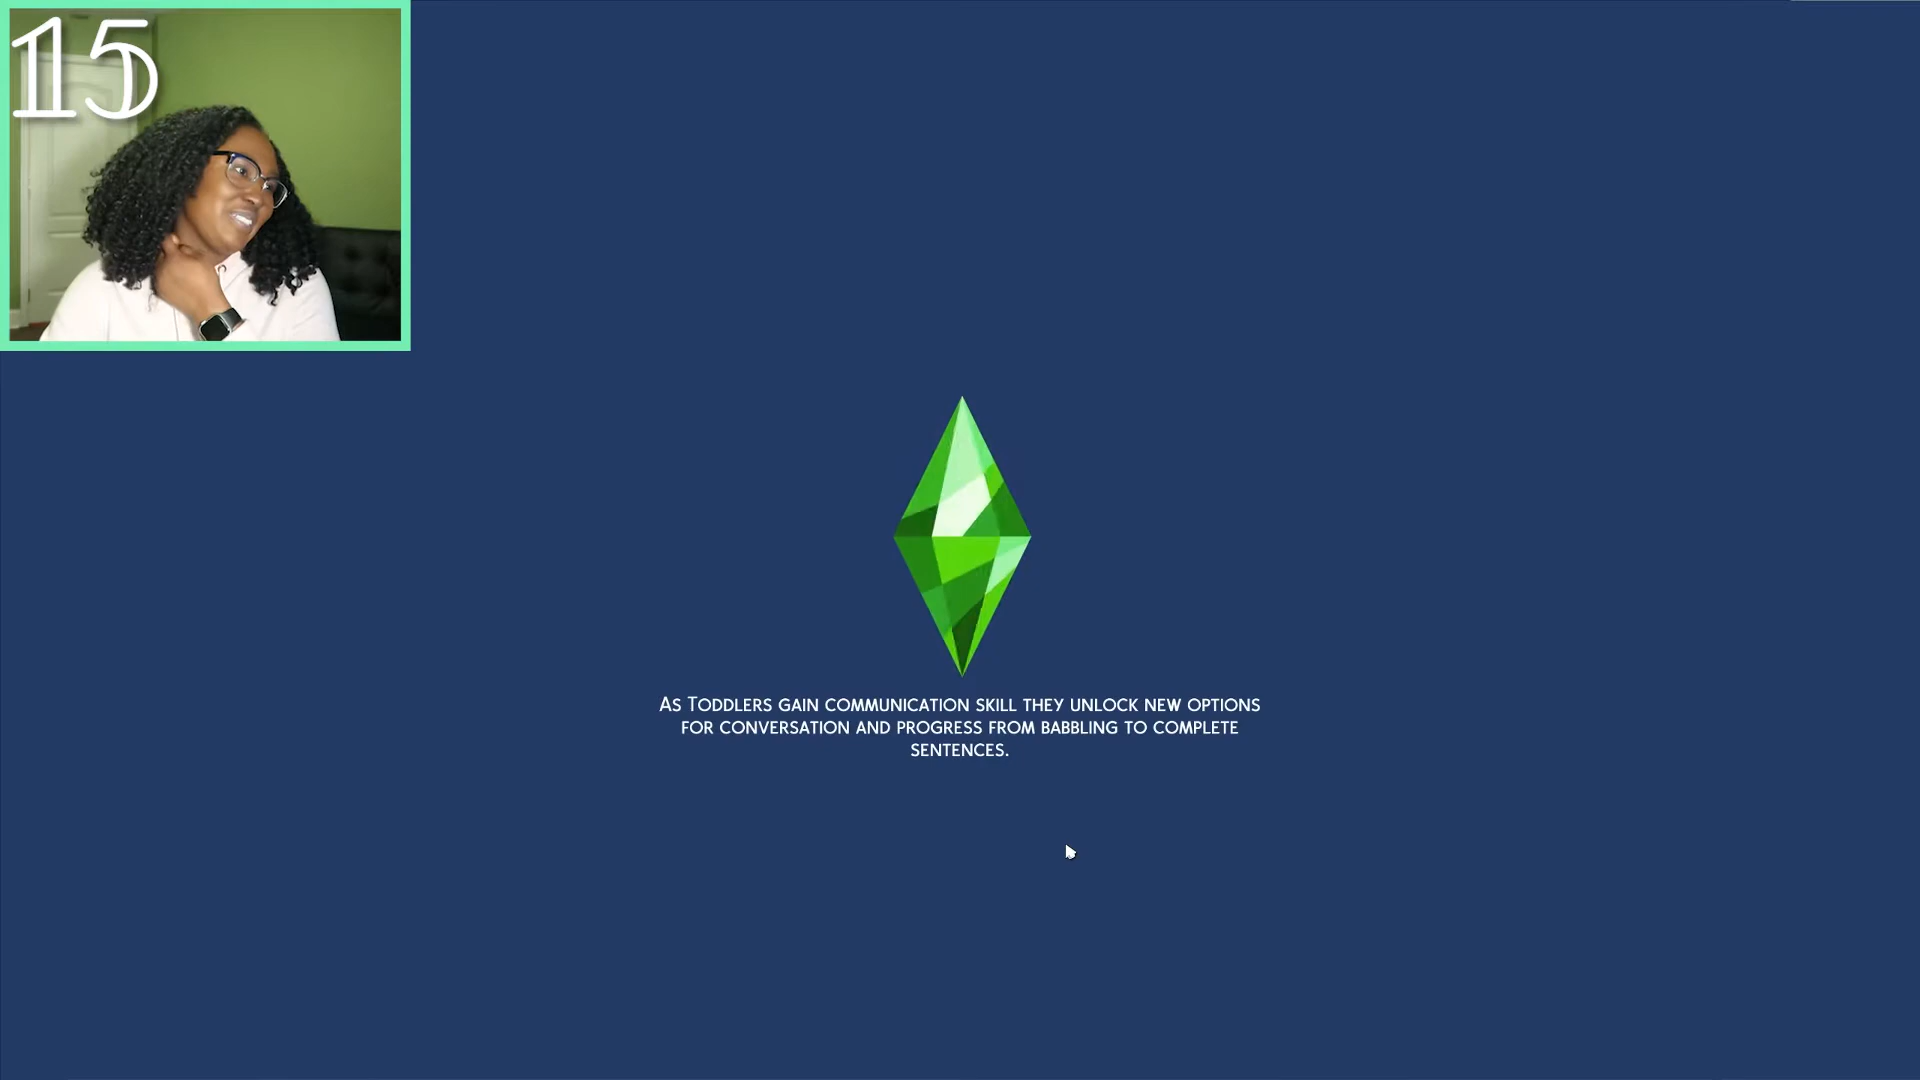 15
As Toddlers gain communication skill they unlock new options
for conversation and progress from babbling to complete
sentences.